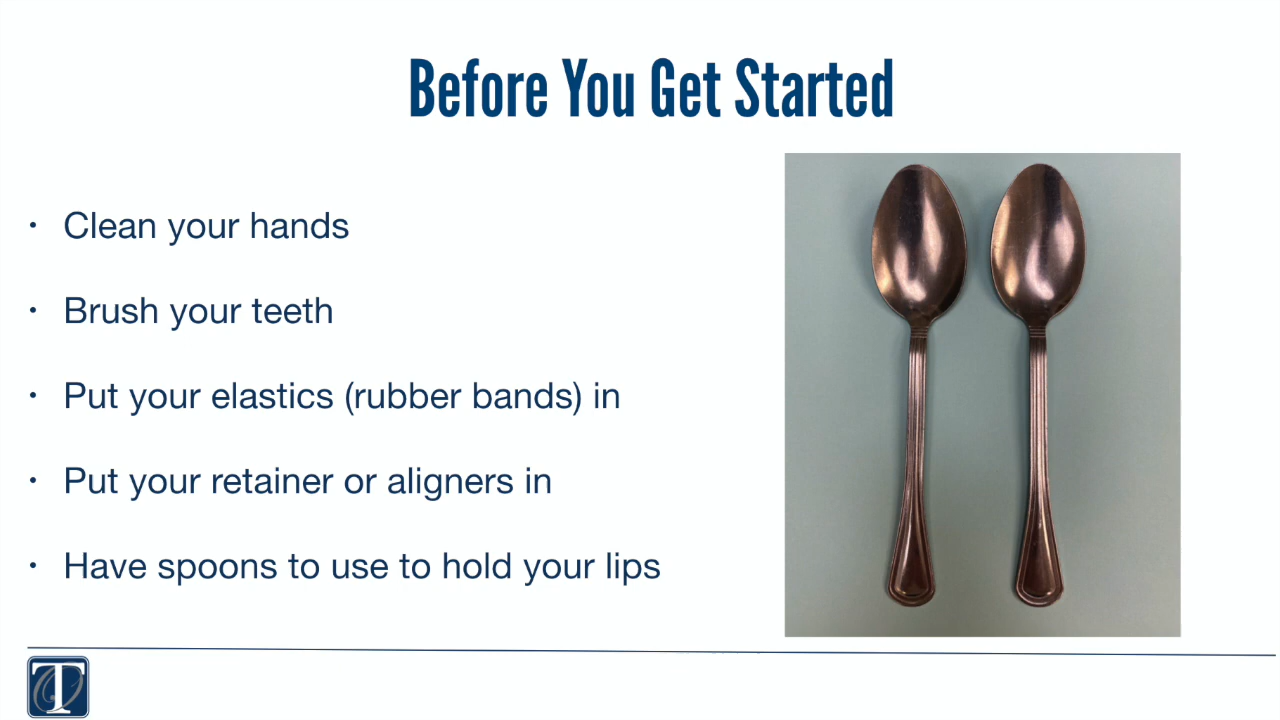 Before You Get Started
• Clean your hands
• Brush your teeth
• Put your elastics (rubber bands) in
• Put your retainer or aligners in
• Have spoons to use to hold your lips
TO